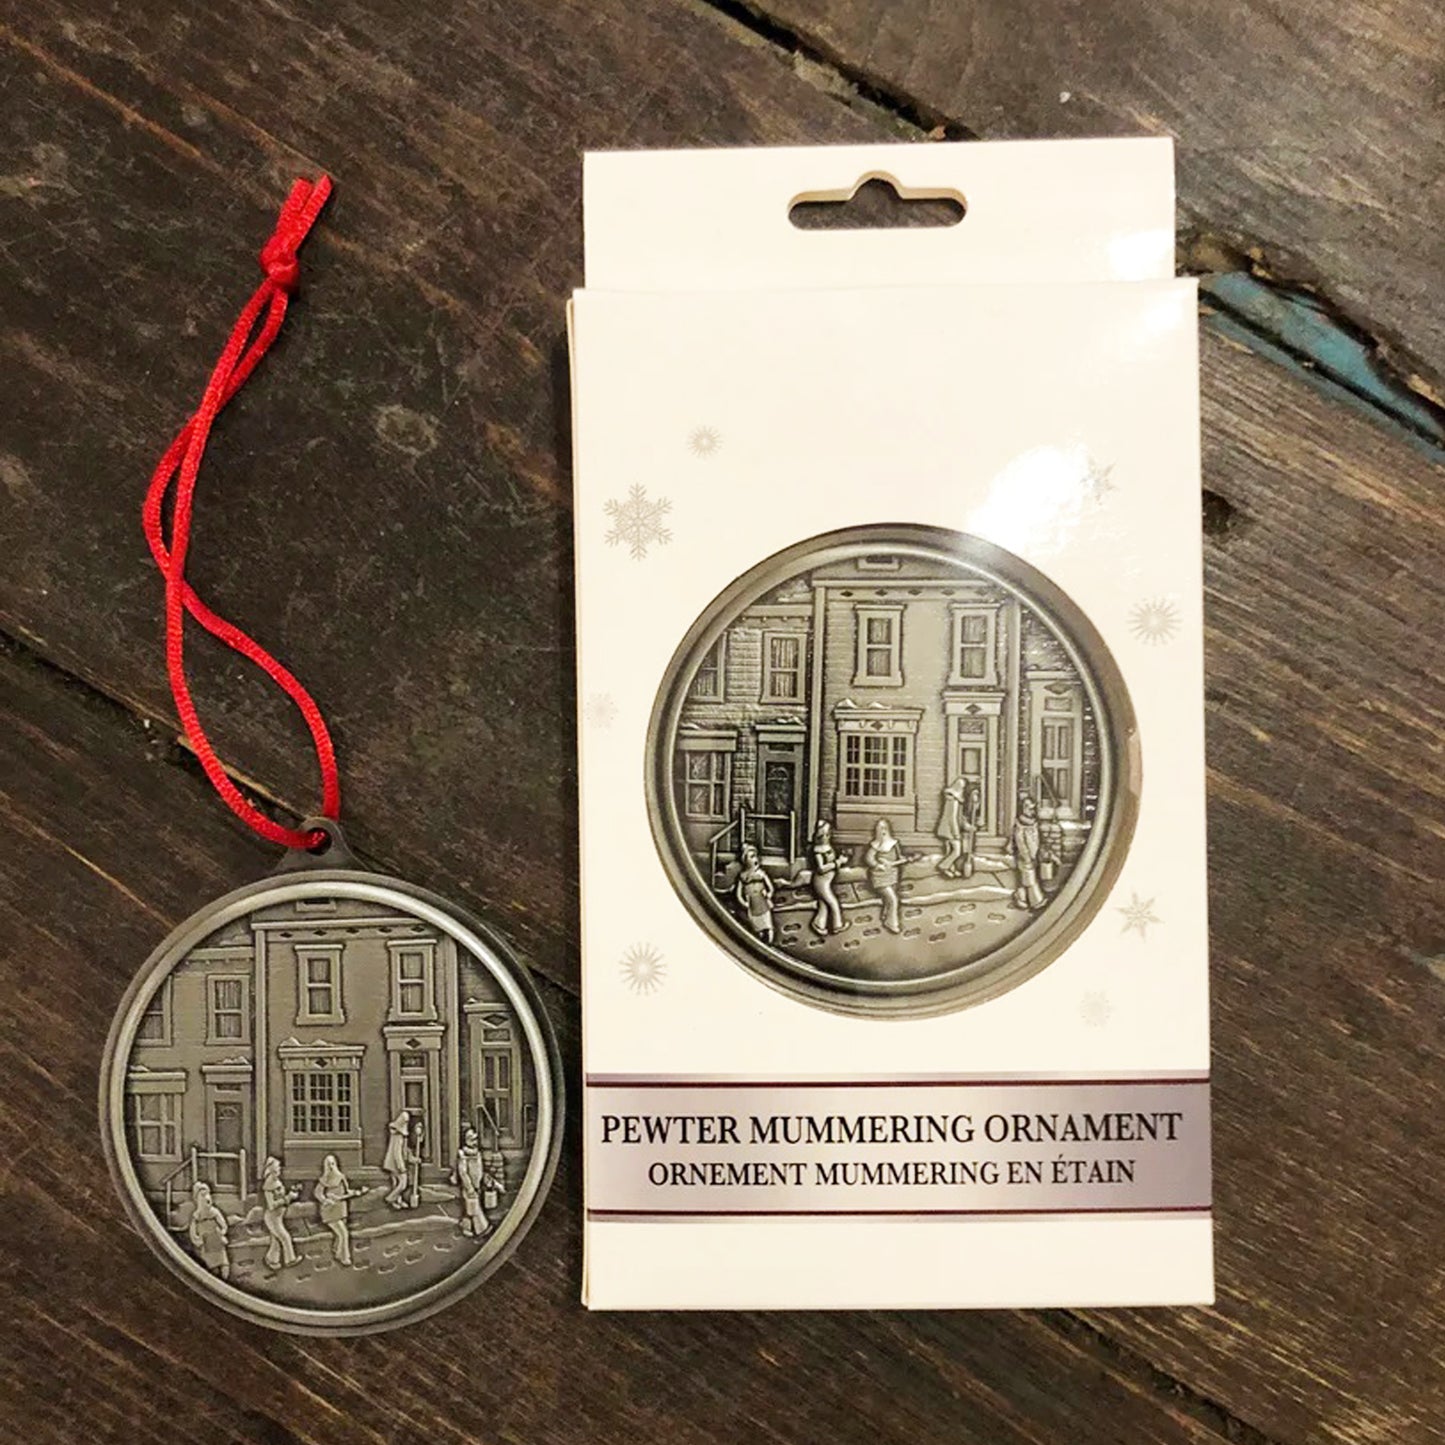 PEWTER MUMMERING ORNAMENT
ORNEMENT MUMMERING EN ÉTAIN